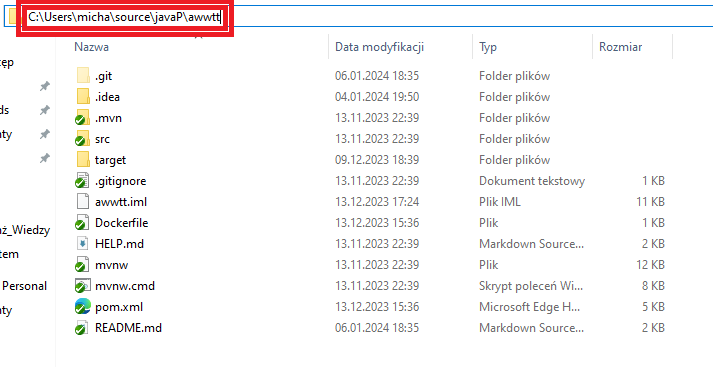 C:\Users\micha\source\javaP\awwtt
Nazwa Data modyfikacji Typ Rozmiar
.git 06.01.2024 18:35 Folder plików
.idea 04.01.2024 19:50 Folder plików
.mvn 13.11.2023 22:39 Folder plików
src 13.11.2023 22:39 Folder plików
target 09.12.2023 18:39 Folder plików
.gitignore 13.11.2023 22:39 Dokument tekstowy 1 KB
awwtt.iml 13.12.2023 17:24 Plik IML 11 KB
Dockerfile 13.12.2023 15:36 Plik 1 KB
HELP.md 13.11.2023 22:39 Markdown Source... 2 KB
mvnw 13.11.2023 22:39 Plik 12 KB
mvnw.cmd 13.11.2023 22:39 Skrypt poleceń Wi... 8 KB
pom.xml 13.12.2023 15:36 Microsoft Edge H... 5 KB
README.md 06.01.2024 18:35 Markdown Source... 2 KB
tęp
ds
nty
aż_Wiedzy
tem
Personal
nty